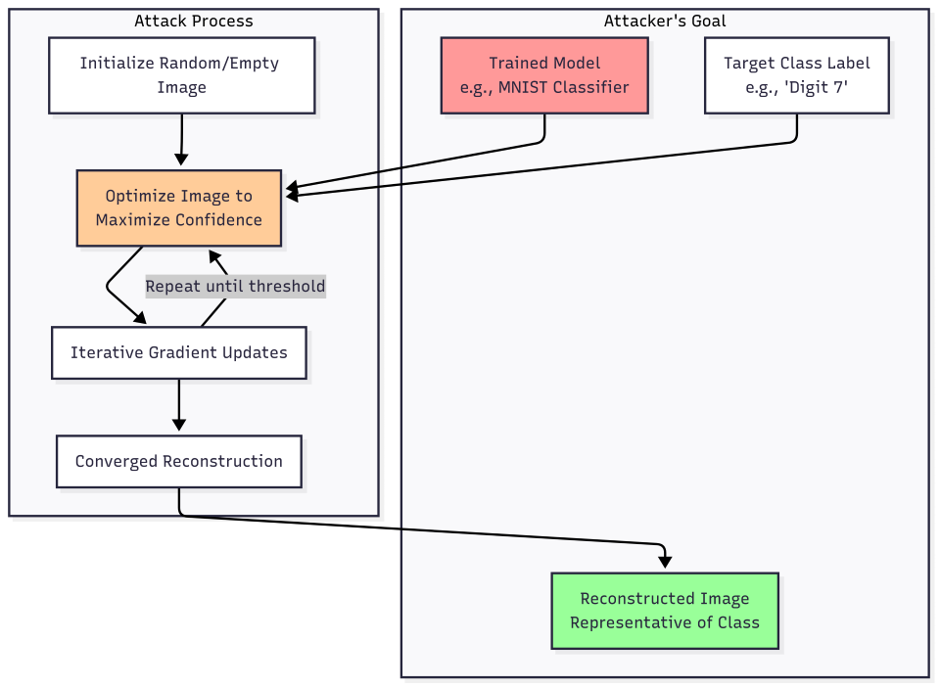 Attack Process
Initialize Random/Empty
Image
Optimize Image to
Maximize Confidence
Repeat until threshold
Iterative Gradient Updates
Converged Reconstruction
Attacker's Goal
Trained Model
e.g., MNIST Classifier
Target Class Label
e.g., 'Digit 7'
Reconstructed Image
Representative of Class